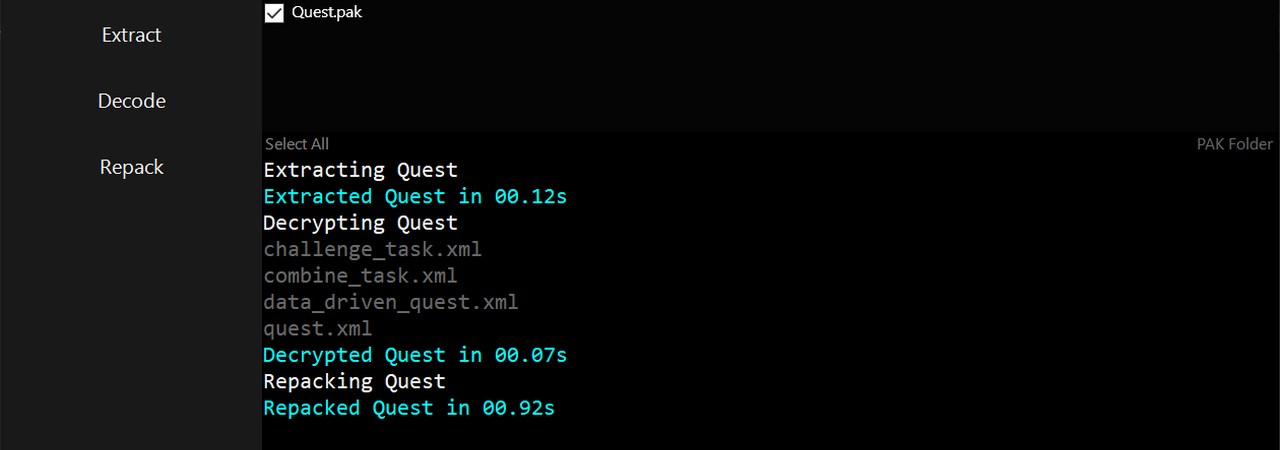 Extract
Decode
Repack
Quest.pak
Select All
PAK Folder
Extracting Quest
Extracted Quest in 00.12s
Decrypting Quest
challenge_task.xml
combine_task.xml
data_driven_quest.xml
quest.xml
Decrypted Quest in 00.07s
Repacking Quest
Repacked Quest in 00.92s